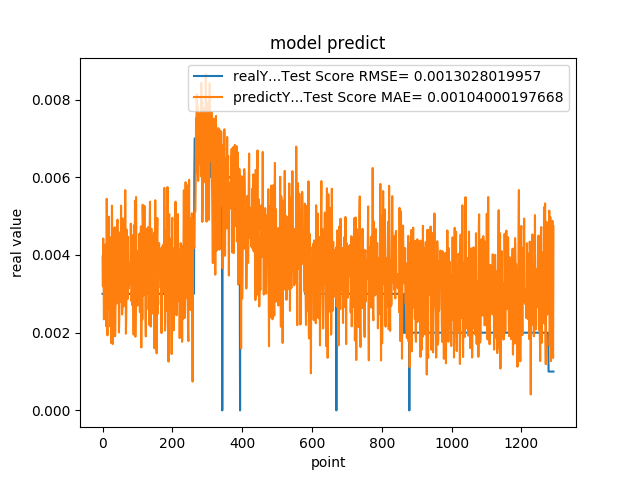 model predict
realY...Test Score RMSE= 0.0013028019957
predictY...Test Score MAE= 0.00104000197668
0.008
0.006
0.004
0.002
0.000
real value
0 200 400 600 800 1000 1200
point